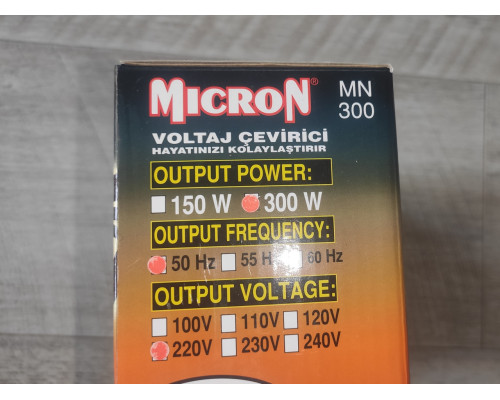 MICRON®
MN
300
VOLTAJ ÇEVİRİCİ
HAYATINIZI KOLAYLAŞTIRIR
OUTPUT POWER:
150 W 300 W
OUTPUT FREQUENCY:
50 Hz 55 Hz 60 Hz
OUTPUT VOLTAGE:
100V 110V 120V
220V 230V 240V